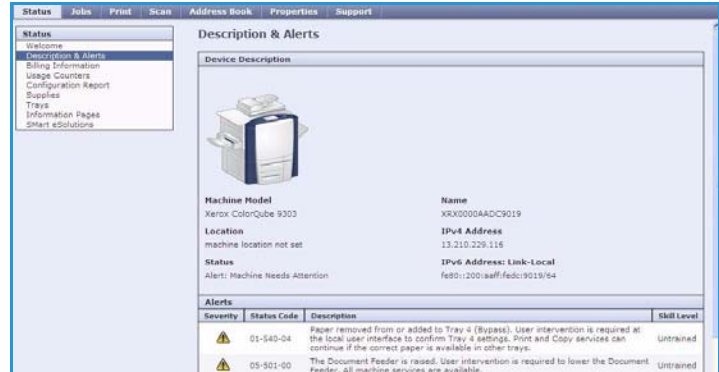 Status Jobs Print Scan Address Book Properties Support
Status
Welcome
Description & Alerts
Billing Information
Usage Counters
Configuration Report
Supplies
Trays
Information Pages
SMart eSolutions
Description & Alerts
Device Description
Machine Model
Xerox ColorQube 9303
Name
XRX0000AADC9019
Location
machine location not set
IPv4 Address
13.210.229.116
Status
Alert: Machine Needs Attention
IPv6 Address: Link-Local
fe80::200:aaff:fedc:9019/64
Alerts
Severity Status Code Description Skill Level
01-540-04 Paper removed from or added to Tray 4 (Bypass). User intervention is required at
the local user interface to confirm Tray 4 settings. Print and Copy services can
continue if the correct paper is available in other trays.
Untrained
05-501-00 The Document Feeder is raised. User intervention is required to lower the Document
Feeder. All machine services are available.
Untrained